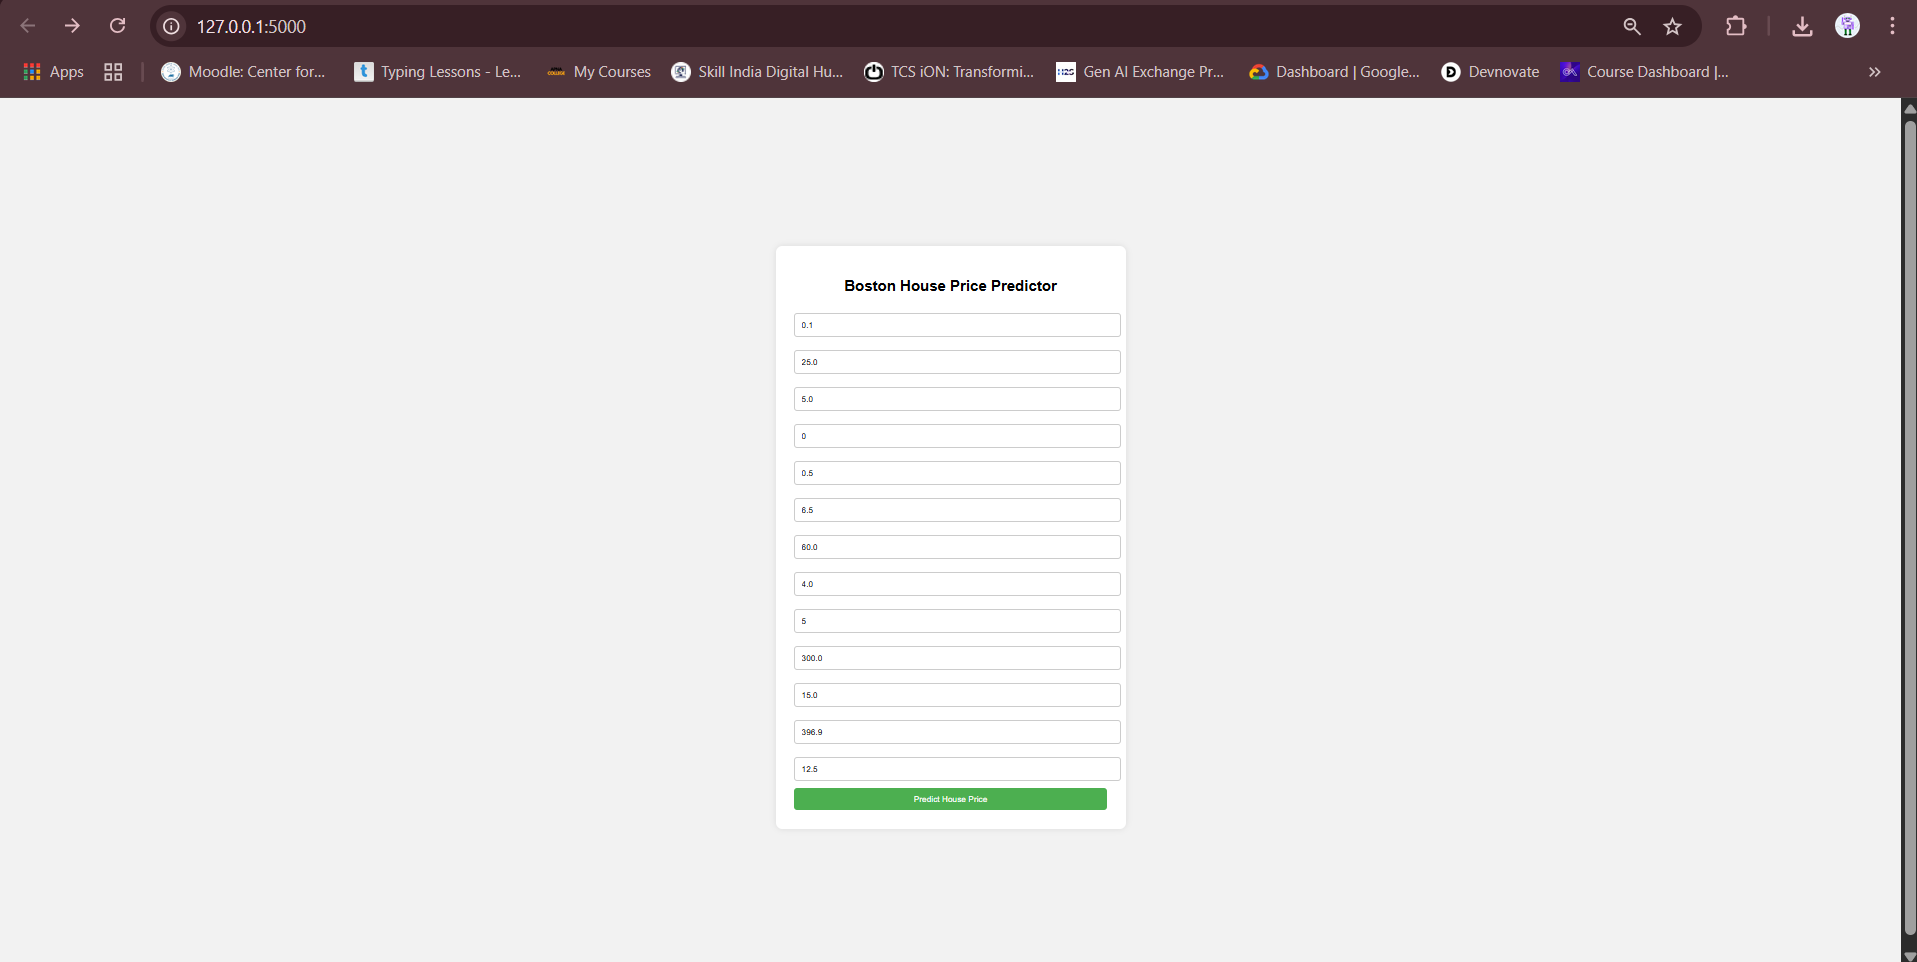 127.0.0.1:5000
Apps
Moodle: Center for...
Typing Lessons - Le...
My Courses
Skill India Digital Hu...
TCS iON: Transformi...
Gen AI Exchange Pr...
Dashboard | Google...
Devnovate
Course Dashboard |...
Boston House Price Predictor
0.1
25.0
5.0
0
0.5
6.5
60.0
4.0
5
300.0
15.0
396.9
12.5
Predict House Price